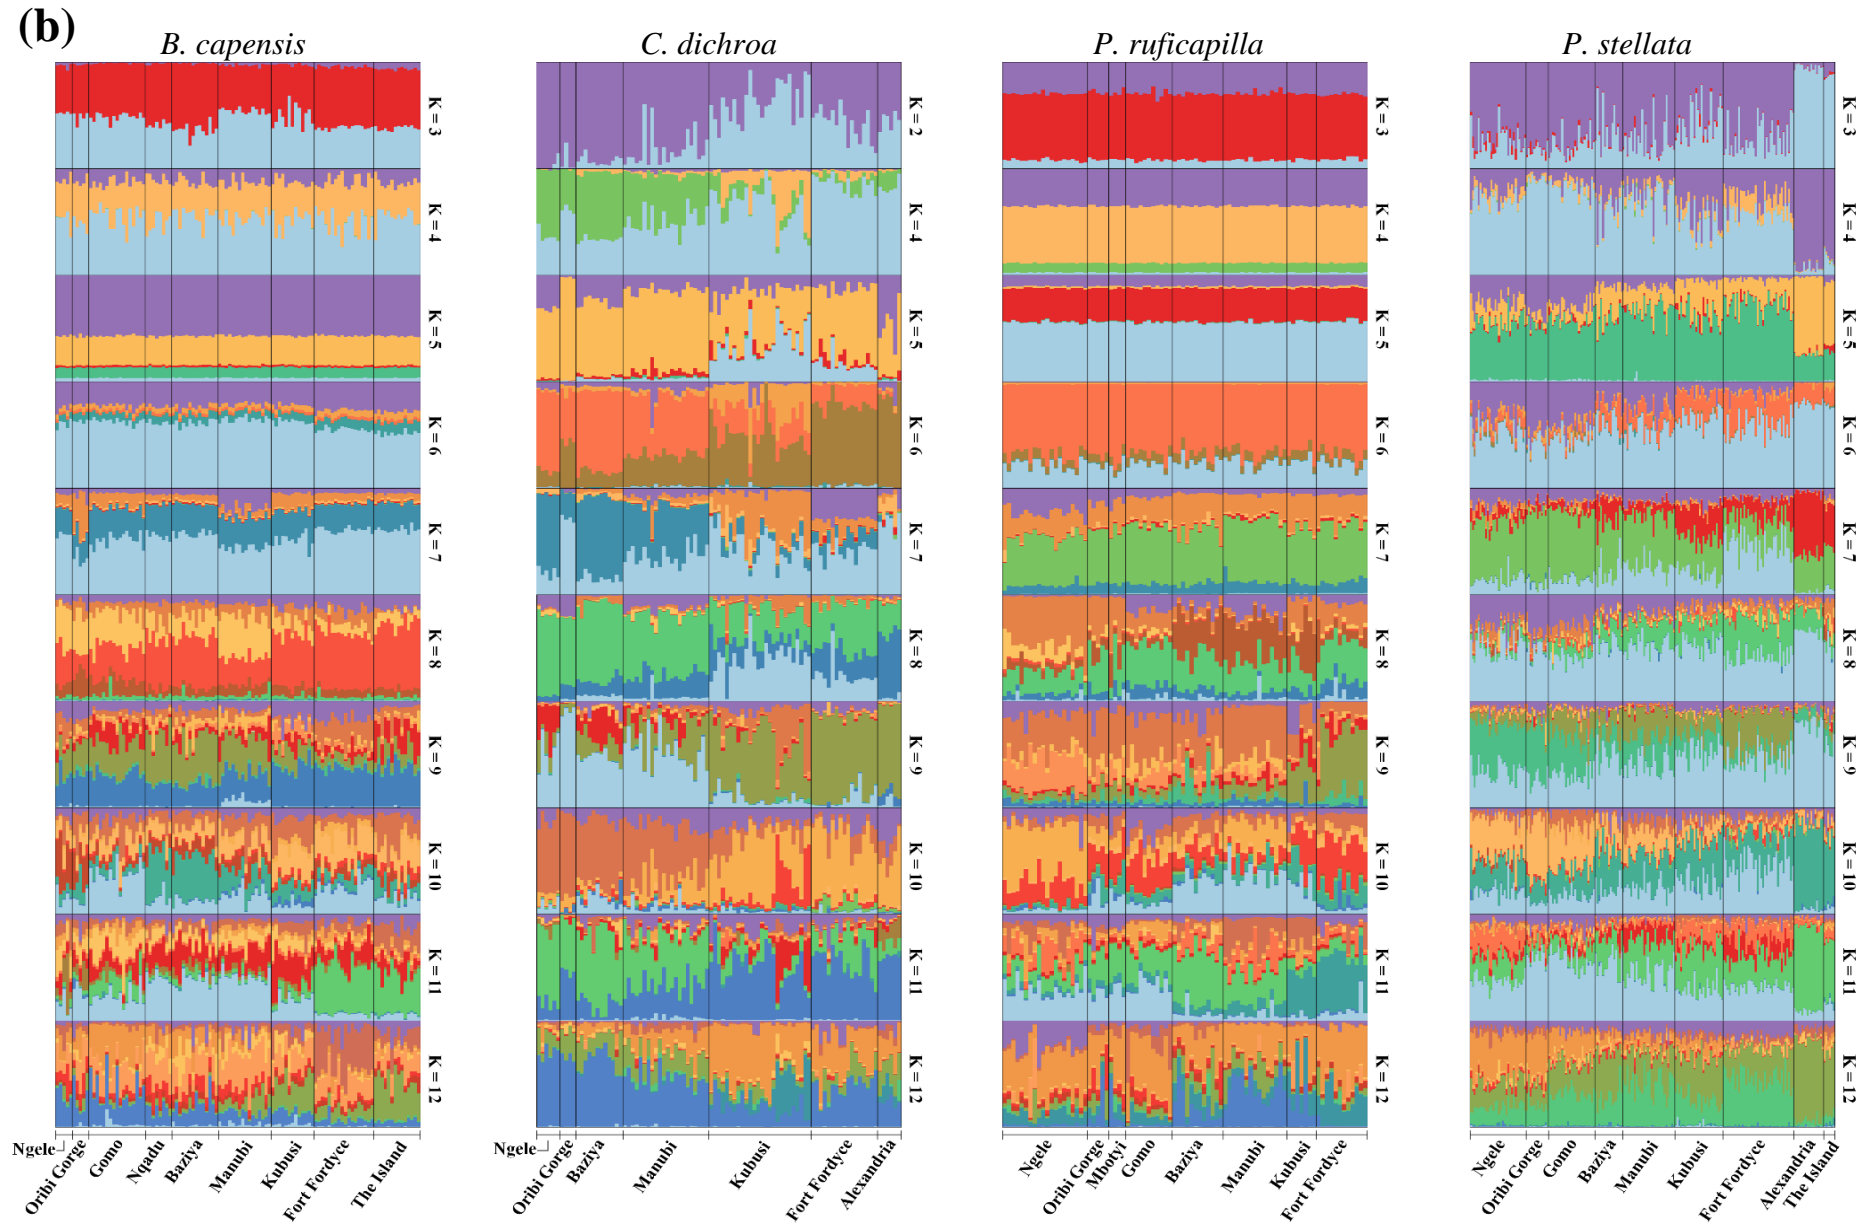 (b)
B. capensis
K = 3
K = 4
K = 5
K = 6
K = 7
K = 8
K = 9
K = 10
K = 11
K = 12
Ngele
Oribi Gorge
Gomo
Nqadu
Baziya
Manubi
Kubusi
Fort Fordyce
The Island
C. dichroa
K = 2
K = 4
K = 5
K = 6
K = 7
K = 8
K = 9
K = 10
K = 11
K = 12
Ngele
Oribi Gorge
Baziya
Manubi
Kubusi
Fort Fordyce
Alexandria
P. ruficapilla
K = 3
K = 4
K = 5
K = 6
K = 7
K = 8
K = 9
K = 10
K = 11
K = 12
Ngele
Oribi Gorge
Mbotyi
Gomo
Baziya
Manubi
Kubusi
Fort Fordyce
P. stellata
K = 3
K = 4
K = 5
K = 6
K = 7
K = 8
K = 9
K = 10
K = 11
K = 12
Ngele
Oribi Gorge
Gomo
Baziya
Manubi
Kubusi
Fort Fordyce
Alexandria
The Island